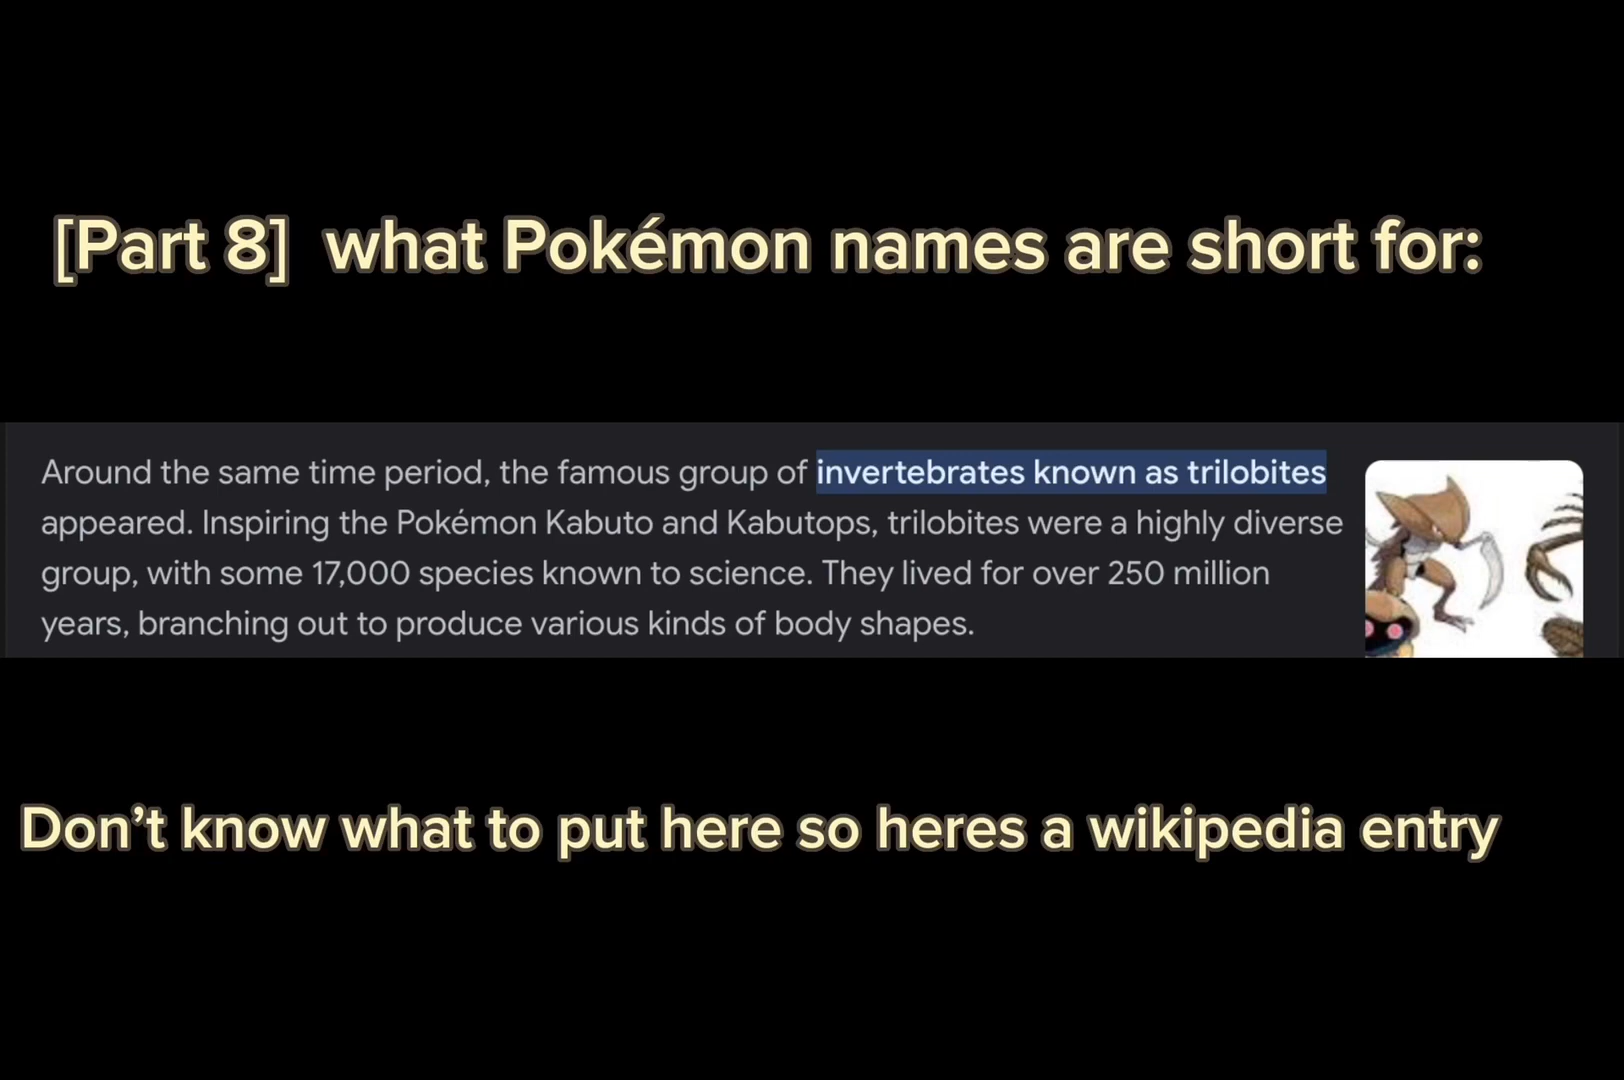 [Part 8] what Pokémon names are short for:
Around the same time period, the famous group of invertebrates known as trilobites
appeared. Inspiring the Pokémon Kabuto and Kabutops, trilobites were a highly diverse
group, with some 17,000 species known to science. They lived for over 250 million
years, branching out to produce various kinds of body shapes.
Don’t know what to put here so heres a wikipedia entry